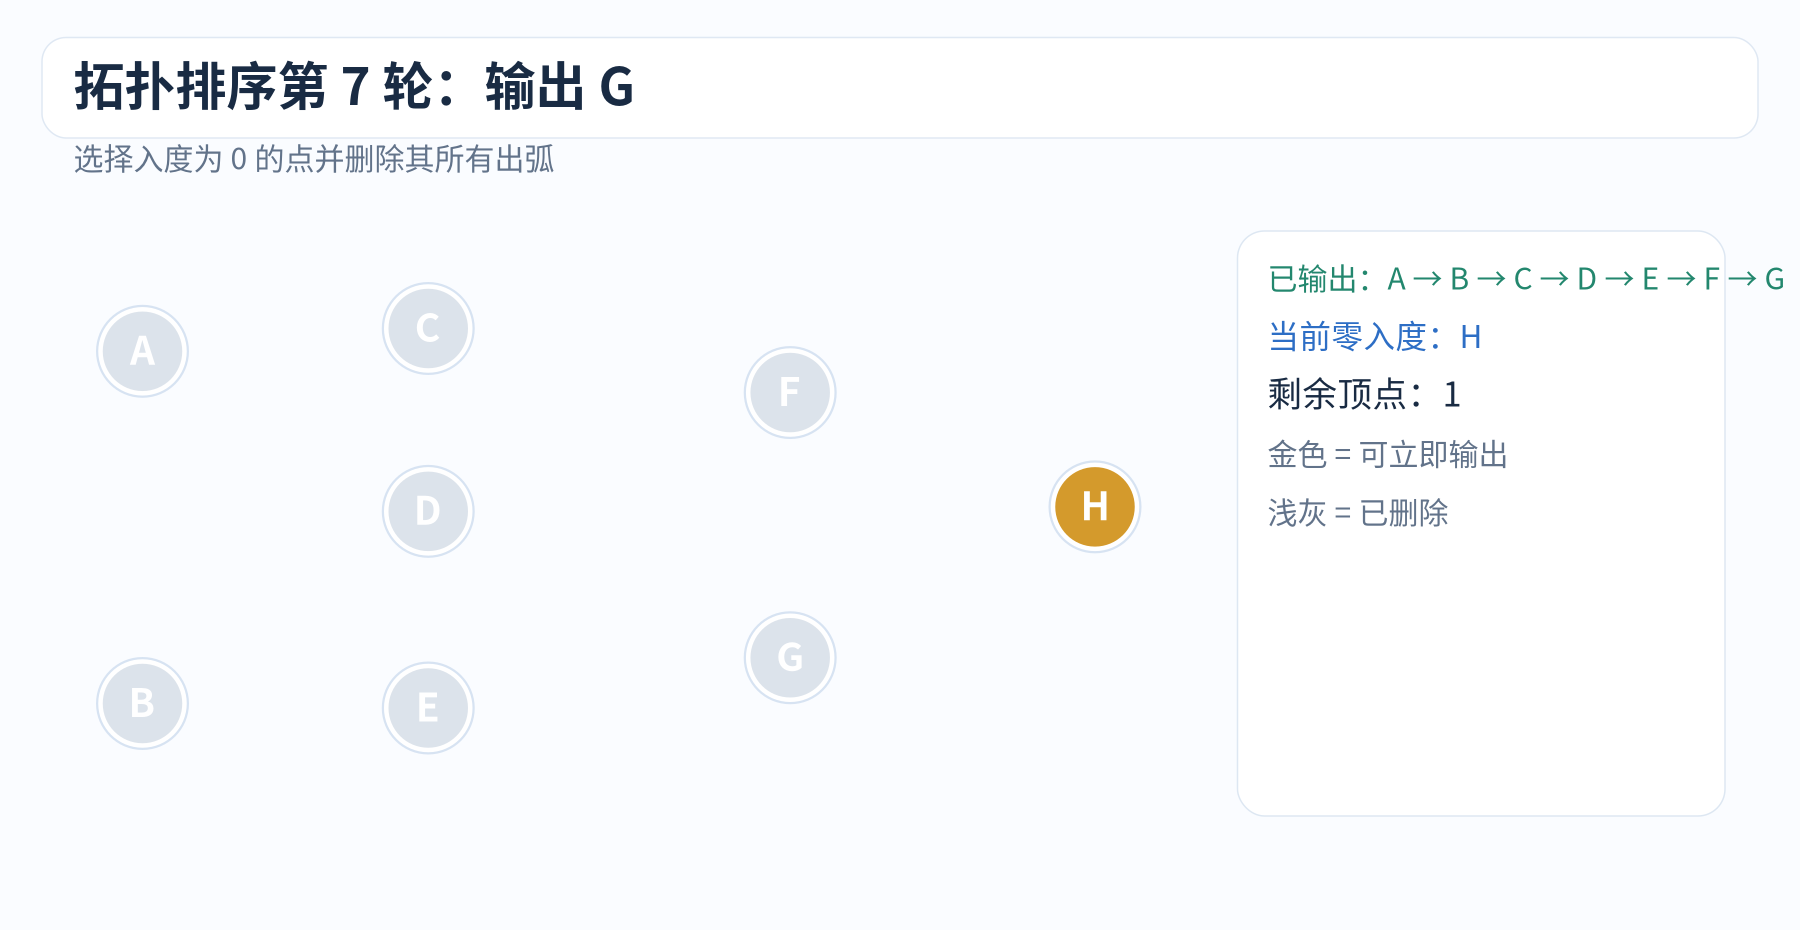 拓扑排序第 7 轮：输出 G
选择入度为 0 的点并删除其所有出弧
已输出：A → B → C → D → E → F → G
当前零入度：H
剩余顶点：1
金色 = 可立即输出
浅灰 = 已删除
A
C
F
D
H
G
B
E